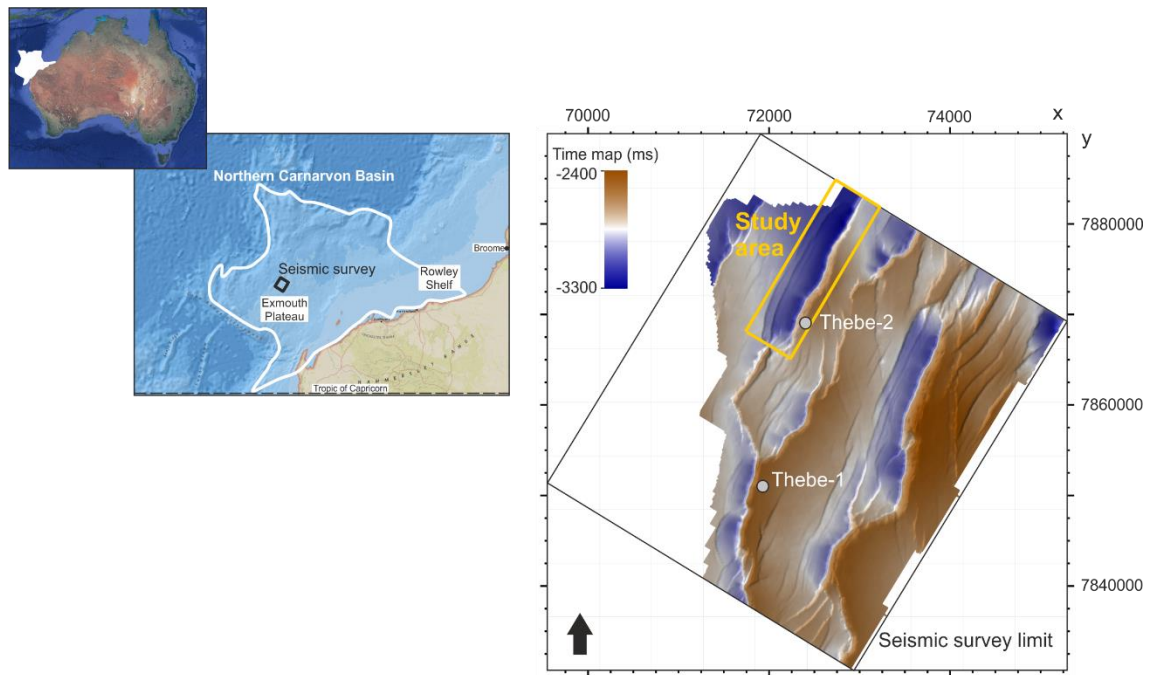 Northern Carnarvon Basin
Broome
Seismic survey
Rowley
Shelf
Exmouth
Plateau
Tropic of Capricorn
70000
72000
74000
x
y
Time map (ms)
-2400
-3300
Study
area
7880000
Thebe-2
7860000
Thebe-1
7840000
Seismic survey limit